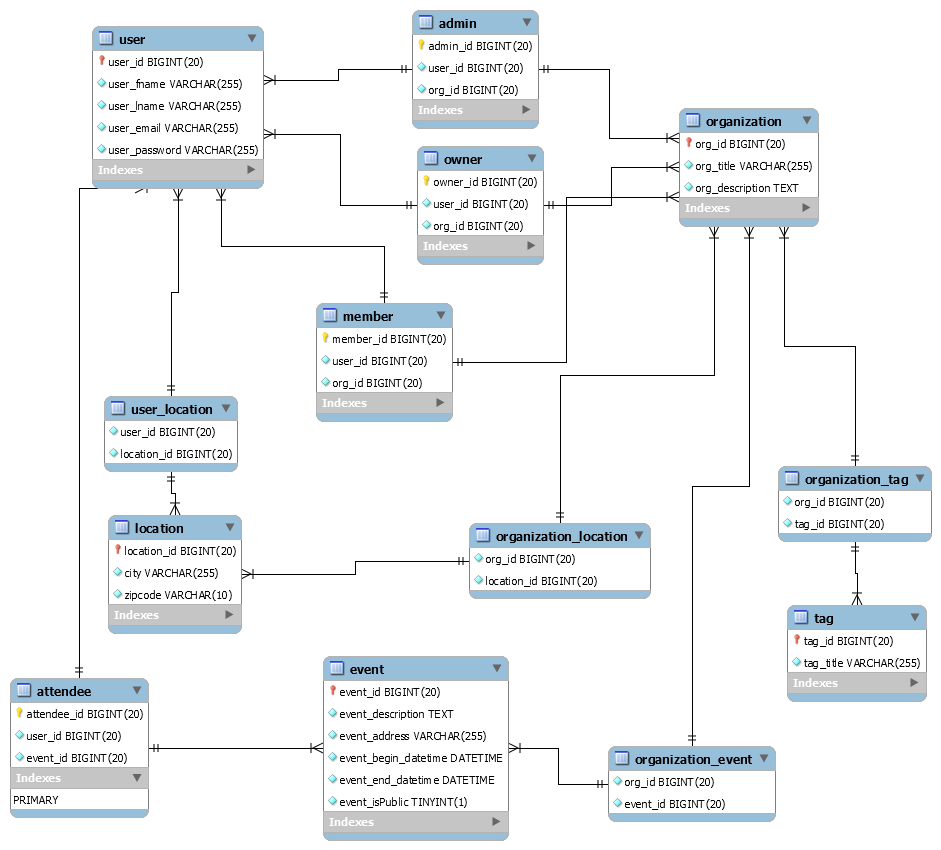 user
user_id BIGINT(20)
user_fname VARCHAR(255)
user_lname VARCHAR(255)
user_email VARCHAR(255)
user_password VARCHAR(255)
Indexes
admin
admin_id BIGINT(20)
user_id BIGINT(20)
org_id BIGINT(20)
Indexes
owner
owner_id BIGINT(20)
user_id BIGINT(20)
org_id BIGINT(20)
Indexes
organization
org_id BIGINT(20)
org_title VARCHAR(255)
org_description TEXT
Indexes
member
member_id BIGINT(20)
user_id BIGINT(20)
org_id BIGINT(20)
Indexes
user_location
user_id BIGINT(20)
location_id BIGINT(20)
location
location_id BIGINT(20)
city VARCHAR(255)
zipcode VARCHAR(10)
Indexes
organization_location
org_id BIGINT(20)
location_id BIGINT(20)
organization_tag
org_id BIGINT(20)
tag_id BIGINT(20)
tag
tag_id BIGINT(20)
tag_title VARCHAR(255)
Indexes
attendee
attendee_id BIGINT(20)
user_id BIGINT(20)
event_id BIGINT(20)
Indexes
PRIMARY
event
event_id BIGINT(20)
event_description TEXT
event_address VARCHAR(255)
event_begin_datetime DATETIME
event_end_datetime DATETIME
event_isPublic TINYINT(1)
Indexes
organization_event
org_id BIGINT(20)
event_id BIGINT(20)